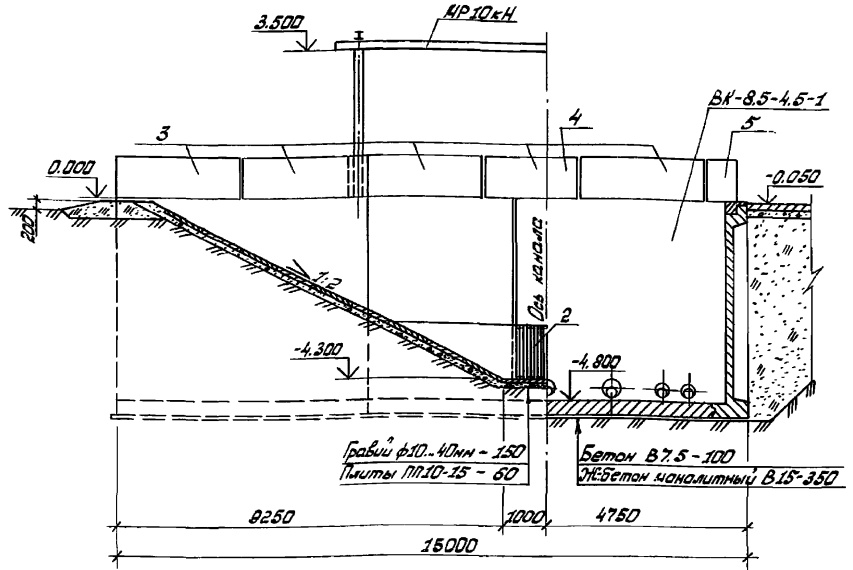 3.500
МР 10кН
ВК-8.5-4.5-1
3
4
5
0.000
-0.050
200
1:2
Ось канала
2
-4.300
-4.800
Гравий ф10..40мм - 150
Плиты ПП10-15 - 60
Бетон В7.5-100
Ж.бетон маналитный В15-350
9250
1000
4750
15000